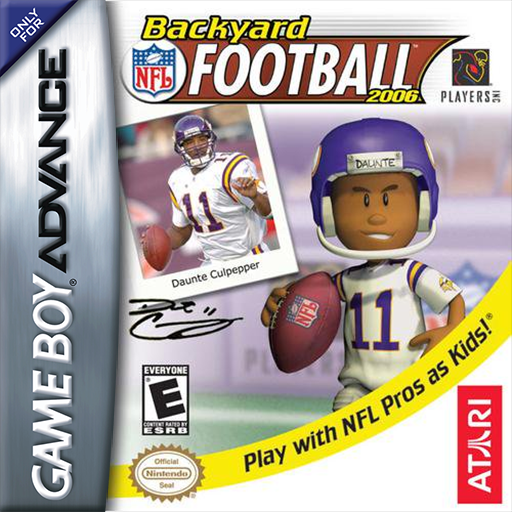 ONLY
FOR
GAME BOY ADVANCE
Backyard
NFL
FOOTBALL™
2006
PLAYERS INC
DAUNTE
11
Daunte Culpepper
11
NFL
EVERYONE
E
CONTENT RATED BY
ESRB
Official
Nintendo
Seal
Play with NFL Pros as Kids!®
ATARI